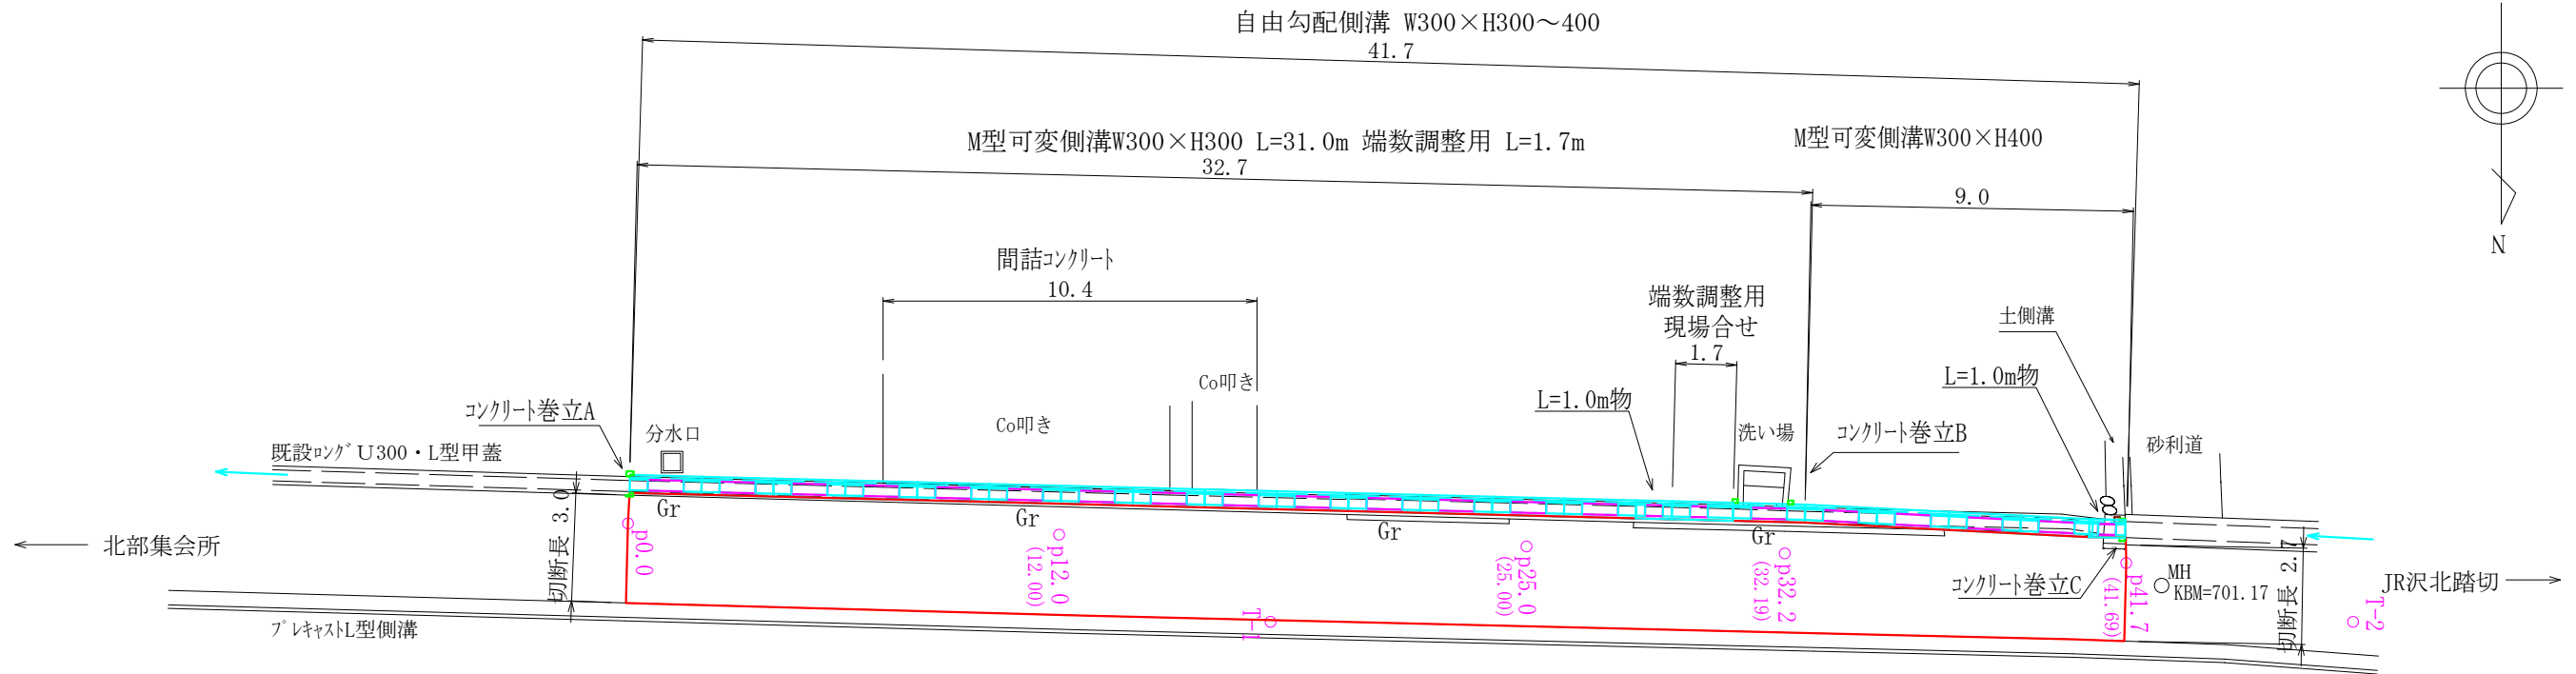 自由勾配側溝 W300×H300～400
41.7
M型可変側溝W300×H300 L=31.0m 端数調整用 L=1.7m
M型可変側溝W300×H400
32.7
9.0
N
間詰ｺﾝｸﾘｰﾄ
10.4
端数調整用
現場合せ
1.7
土側溝
Co叩き
L=1.0m物
L=1.0m物
ｺﾝｸﾘｰﾄ巻立A
分水口
Co叩き
洗い場
ｺﾝｸﾘｰﾄ巻立B
砂利道
既設ﾛﾝｸﾞU300・L型甲蓋
Gr
Gr
Gr
Gr
切断長 3.0
北部集会所
p0.0
p12.0
(12.00)
p25.0
(25.00)
p32.2
(32.19)
ｺﾝｸﾘｰﾄ巻立C
p41.7
(41.69)
MH
KBM=701.17
切断長 2.7
JR沢北踏切
T-1
T-2
ﾌﾟﾚｷｬｽﾄL型側溝